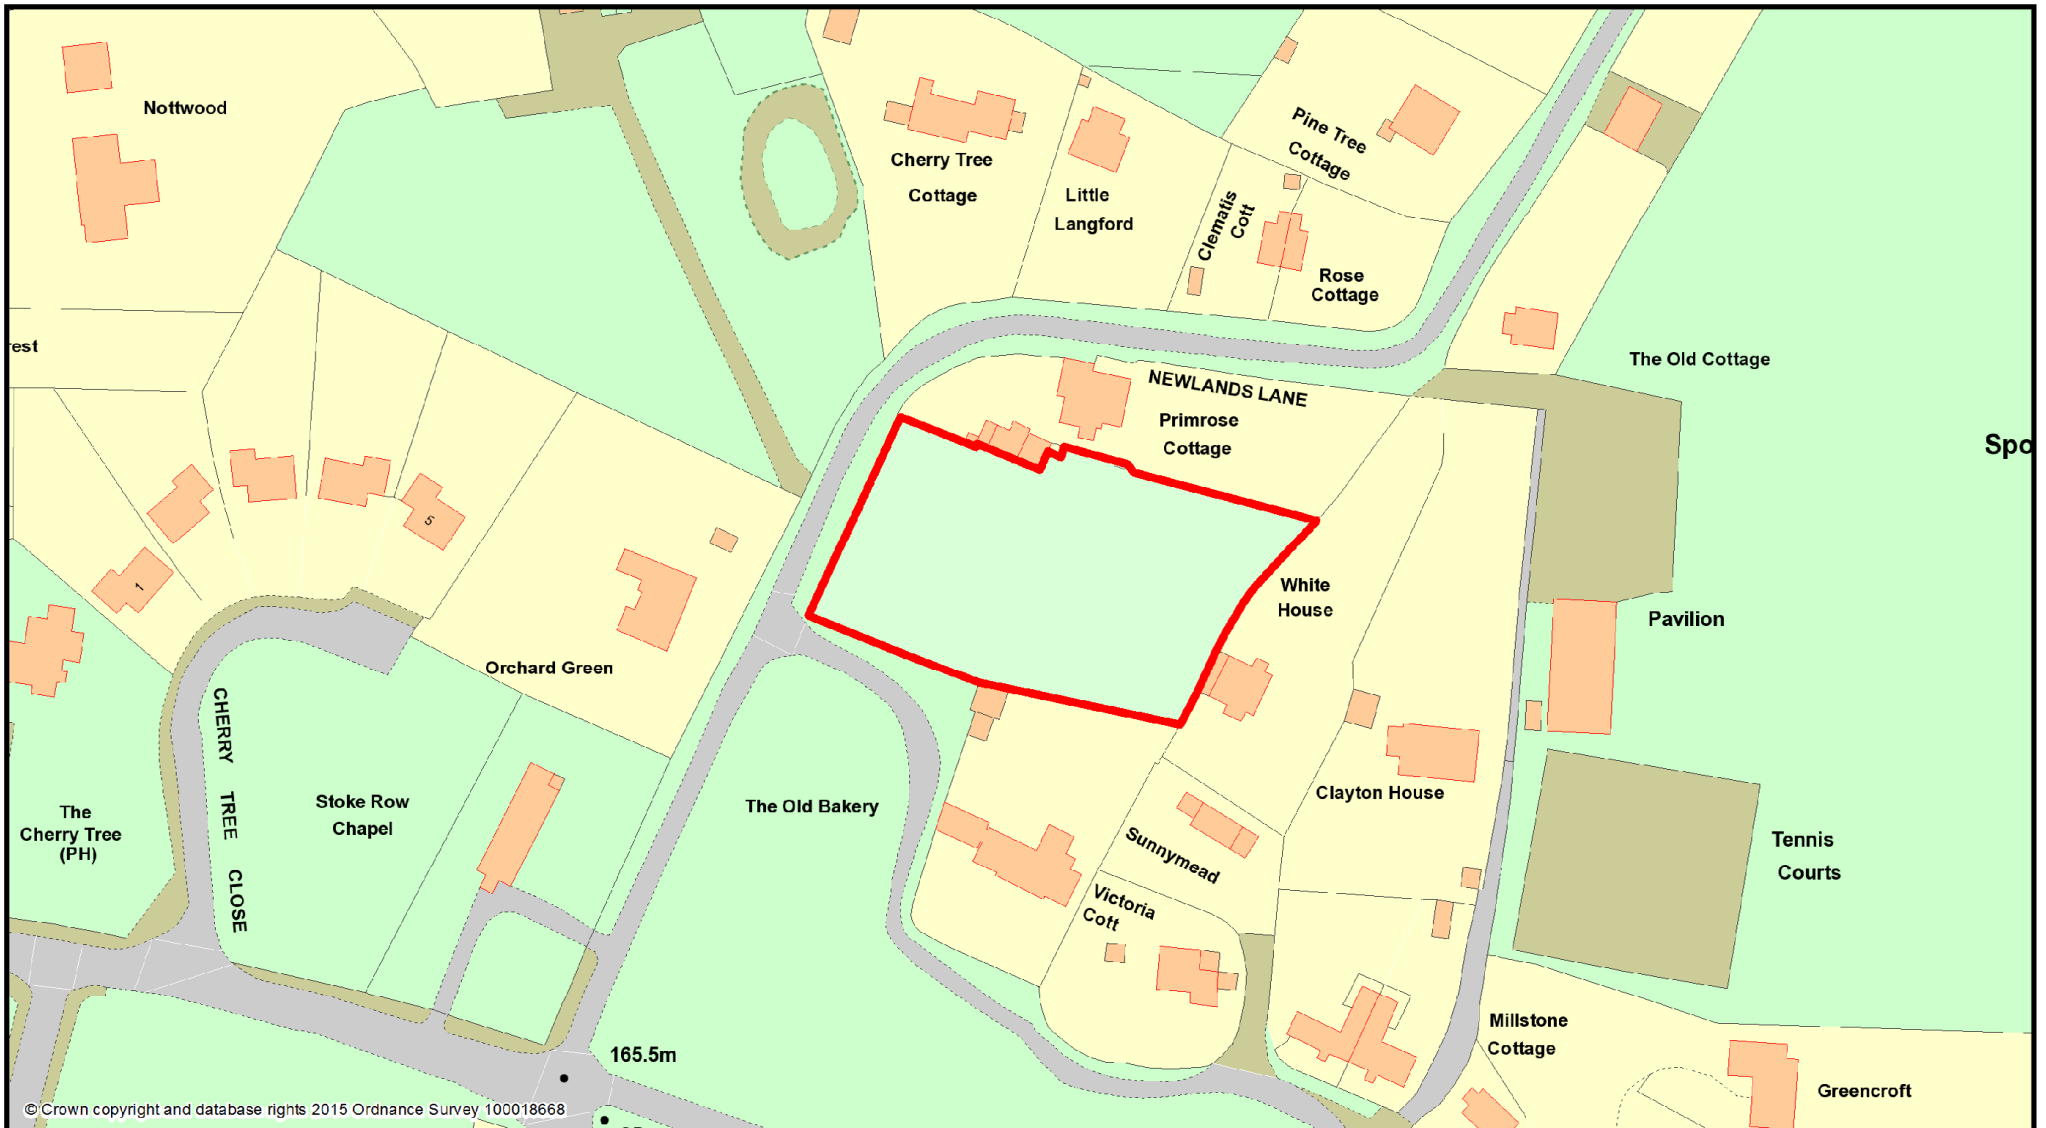 Nottwood
Cherry Tree
Cottage
Little
Langford
Pine Tree
Cottage
Clematis
Cott
Rose
Cottage
rest
The Old Cottage
NEWLANDS LANE
Primrose
Cottage
Spo
5
1
White
House
Pavilion
Orchard Green
CHERRY TREE CLOSE
Stoke Row
Chapel
The
Cherry Tree
(PH)
The Old Bakery
Clayton House
Sunnymead
Tennis
Courts
Victoria
Cott
Millstone
Cottage
165.5m
Greencroft
© Crown copyright and database rights 2015 Ordnance Survey 100018668